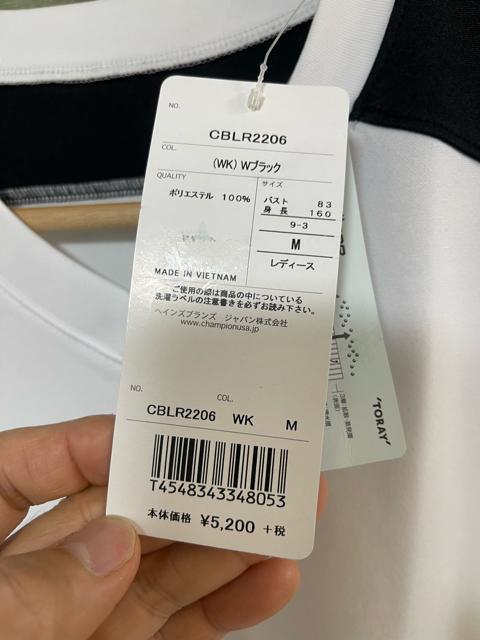 NO.
CBLR2206
COL.
(WK) Wブラック
QUALITY
サイズ
ポリエステル 100%
バスト 83
身長 160
9-3
M
レディース
MADE IN VIETNAM
ご使用の際は商品の中についている
洗濯ラベルの注意書きを必ずお読み下さい。
ヘインズブランズ ジャパン株式会社
www.championusa.jp
NO. COL.
CBLR2206 WK M
T4548343348053
本体価格 ¥5,200 +税
'TORAY'